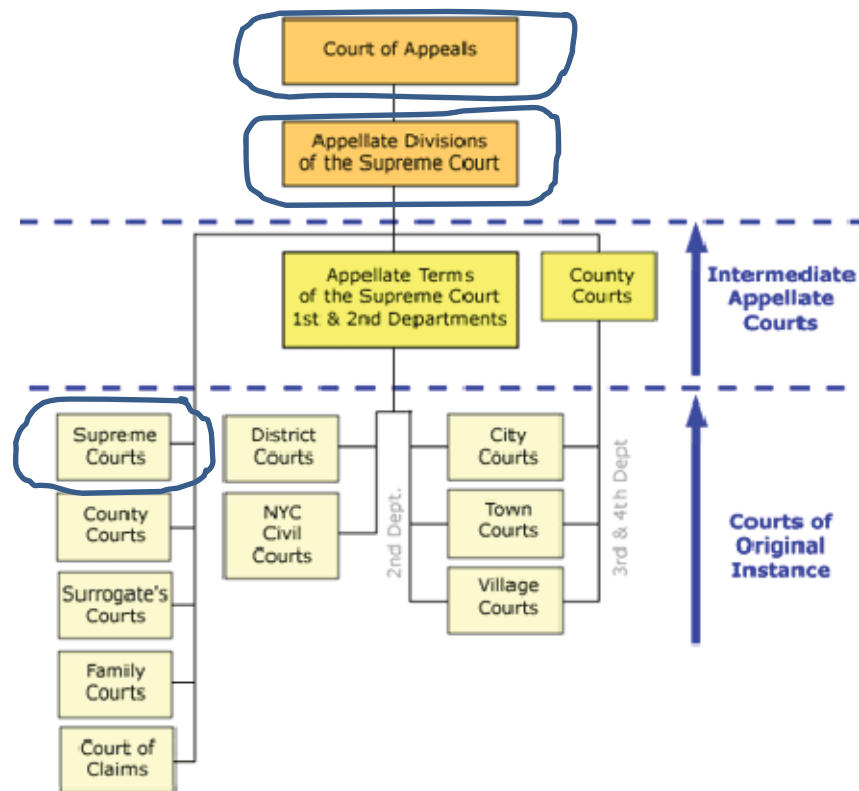 Court of Appeals
Appellate Divisions
of the Supreme Court
Appellate Terms
of the Supreme Court
1st & 2nd Departments
County
Courts
Intermediate
Appellate
Courts
Supreme
Courts
District
Courts
City
Courts
County
Courts
NYC
Civil
Courts
2nd Dept.
Town
Courts
3rd & 4th Dept
Courts of
Original
Instance
Surrogate's
Courts
Village
Courts
Family
Courts
Court of
Claims